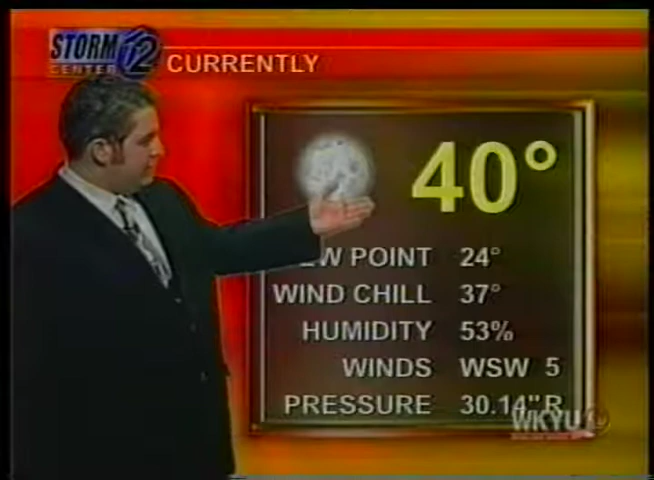 STORM 12
CENTER
CURRENTLY
40°
EW POINT 24°
WIND CHILL 37°
HUMIDITY 53%
WINDS WSW 5
PRESSURE 30.14"R
WKYU